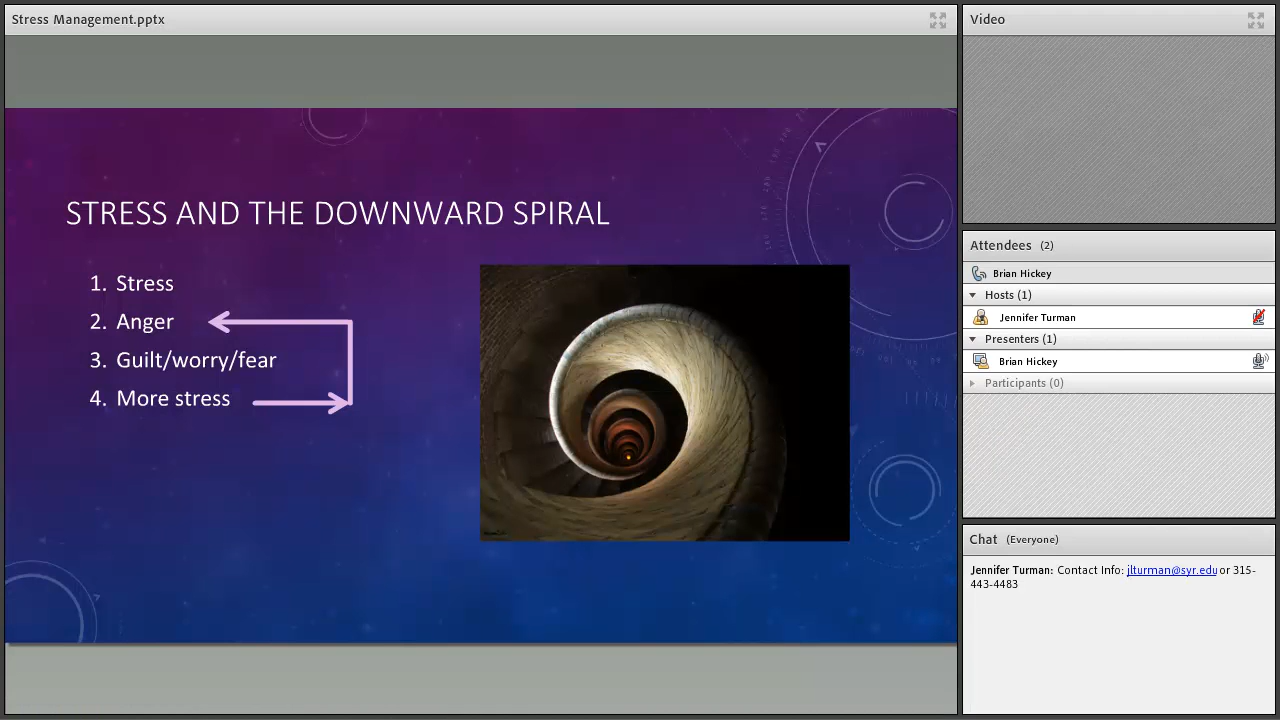 Stress Management.pptx
STRESS AND THE DOWNWARD SPIRAL
1. Stress
2. Anger
3. Guilt/worry/fear
4. More stress
Video
Attendees (2)
Brian Hickey
Hosts (1)
Jennifer Turman
Presenters (1)
Brian Hickey
Participants (0)
Chat (Everyone)
Jennifer Turman: Contact Info: jlturman@syr.edu or 315-
443-4483